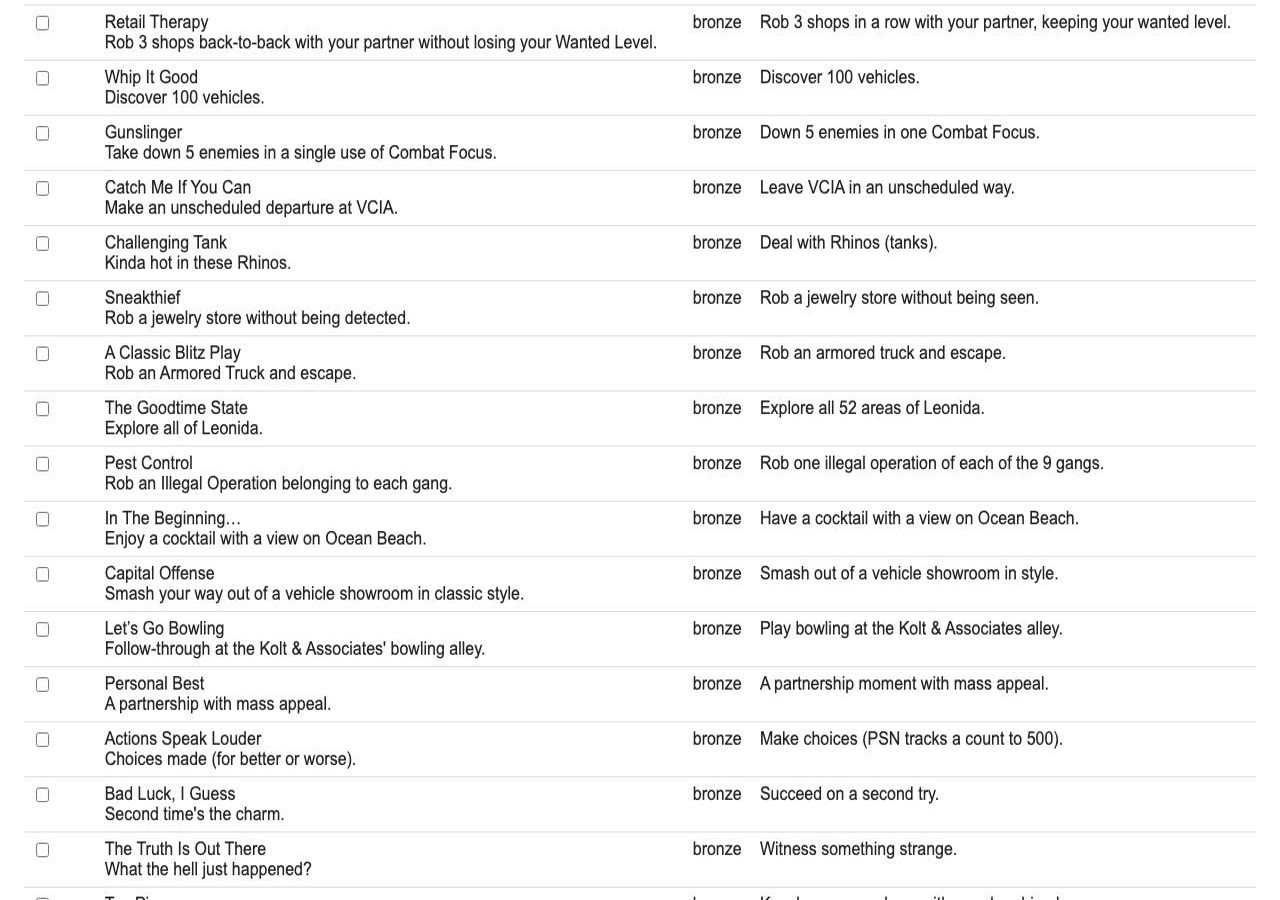 Retail Therapy bronze Rob 3 shops in a row with your partner, keeping your wanted level.
Rob 3 shops back-to-back with your partner without losing your Wanted Level.
Whip It Good bronze Discover 100 vehicles.
Discover 100 vehicles.
Gunslinger bronze Down 5 enemies in one Combat Focus.
Take down 5 enemies in a single use of Combat Focus.
Catch Me If You Can bronze Leave VCIA in an unscheduled way.
Make an unscheduled departure at VCIA.
Challenging Tank bronze Deal with Rhinos (tanks).
Kinda hot in these Rhinos.
Sneakthief bronze Rob a jewelry store without being seen.
Rob a jewelry store without being detected.
A Classic Blitz Play bronze Rob an armored truck and escape.
Rob an Armored Truck and escape.
The Goodtime State bronze Explore all 52 areas of Leonida.
Explore all of Leonida.
Pest Control bronze Rob one illegal operation of each of the 9 gangs.
Rob an Illegal Operation belonging to each gang.
In The Beginning… bronze Have a cocktail with a view on Ocean Beach.
Enjoy a cocktail with a view on Ocean Beach.
Capital Offense bronze Smash out of a vehicle showroom in style.
Smash your way out of a vehicle showroom in classic style.
Let’s Go Bowling bronze Play bowling at the Kolt & Associates alley.
Follow-through at the Kolt & Associates' bowling alley.
Personal Best bronze A partnership moment with mass appeal.
A partnership with mass appeal.
Actions Speak Louder bronze Make choices (PSN tracks a count to 500).
Choices made (for better or worse).
Bad Luck, I Guess bronze Succeed on a second try.
Second time's the charm.
The Truth Is Out There bronze Witness something strange.
What the hell just happened?